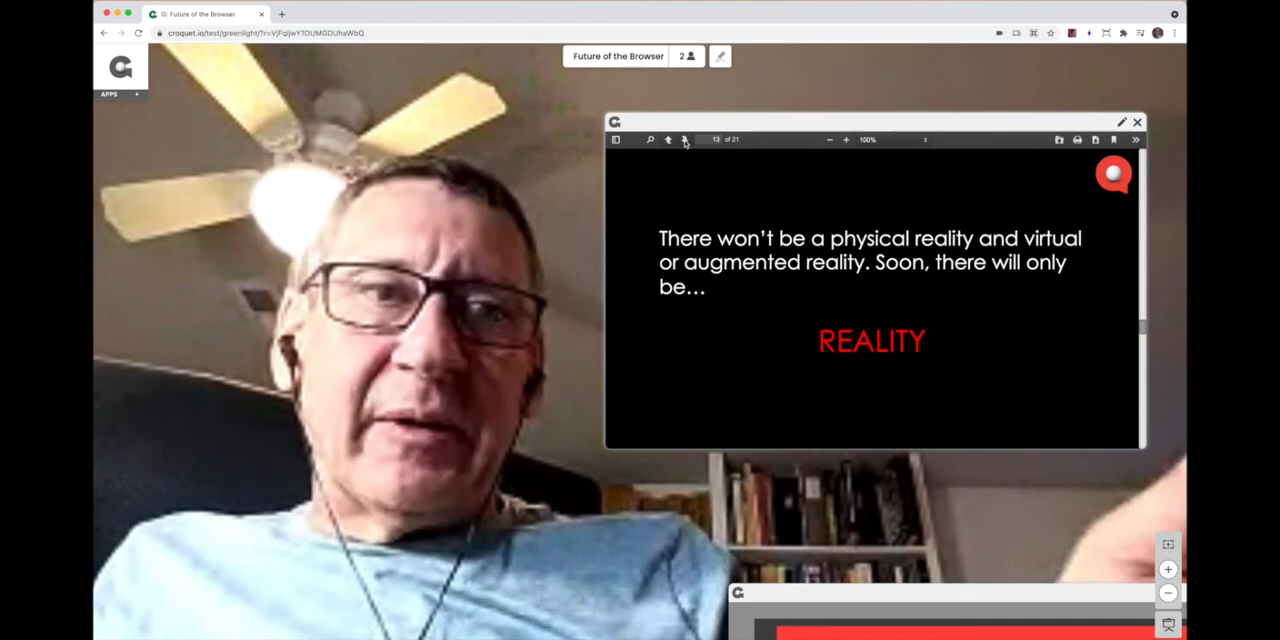 G: Future of the Browser
croquet.io/test/greenlight/?r=VjFqijwY1DUMGDUhaWbQ
APPS
Future of the Browser
2
13 of 21
100%
There won't be a physical reality and virtual
or augmented reality. Soon, there will only
be...
REALITY